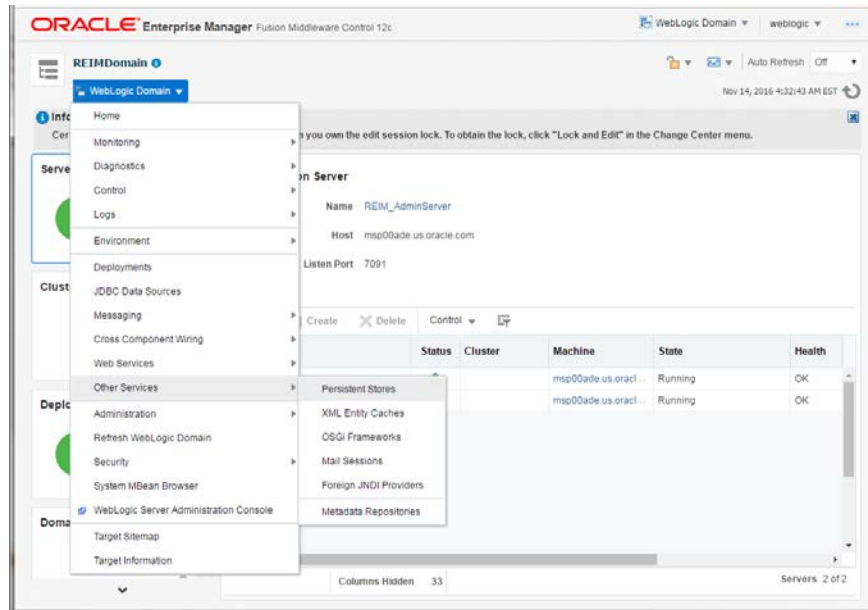 ORACLE Enterprise Manager Fusion Middleware Control 12c
WebLogic Domain
weblogic
REIMDomain
WebLogic Domain
Auto Refresh Off
Nov 14, 2016 4:32:43 AM EST
Home
Monitoring
Diagnostics
Control
Logs
Environment
Deployments
JDBC Data Sources
Messaging
Cross Component Wiring
Web Services
Other Services
Administration
Refresh WebLogic Domain
Security
System MBean Browser
WebLogic Server Administration Console
Target Sitemap
Target Information
Persistent Stores
XML Entity Caches
OSGi Frameworks
Mail Sessions
Foreign JNDI Providers
Metadata Repositories
you own the edit session lock. To obtain the lock, click "Lock and Edit" in the Change Center menu.
on Server
Name REIM_AdminServer
Host msp00ade.us.oracle.com
Listen Port 7091
Create Delete Control
Status Cluster Machine State Health
msp00ade.us.oracl... Running OK
msp00ade.us.oracl... Running OK
Columns Hidden 33
Servers 2 of 2